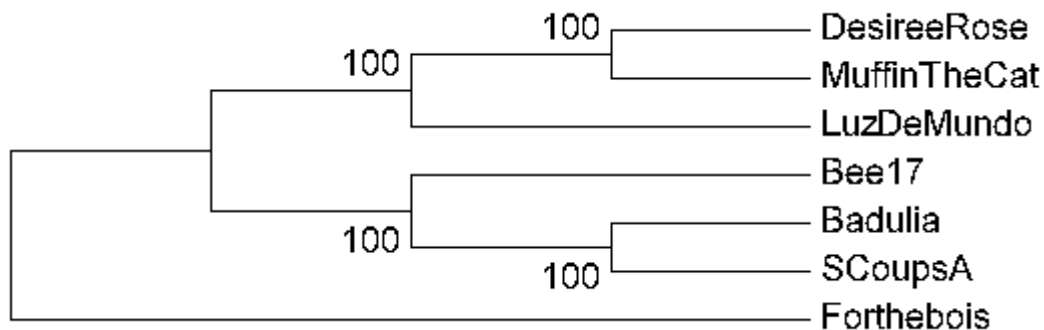 100
DesireeRose
100
MuffinTheCat
LuzDeMundo
Bee17
100
Badulia
100
SCoupsA
Forthebois